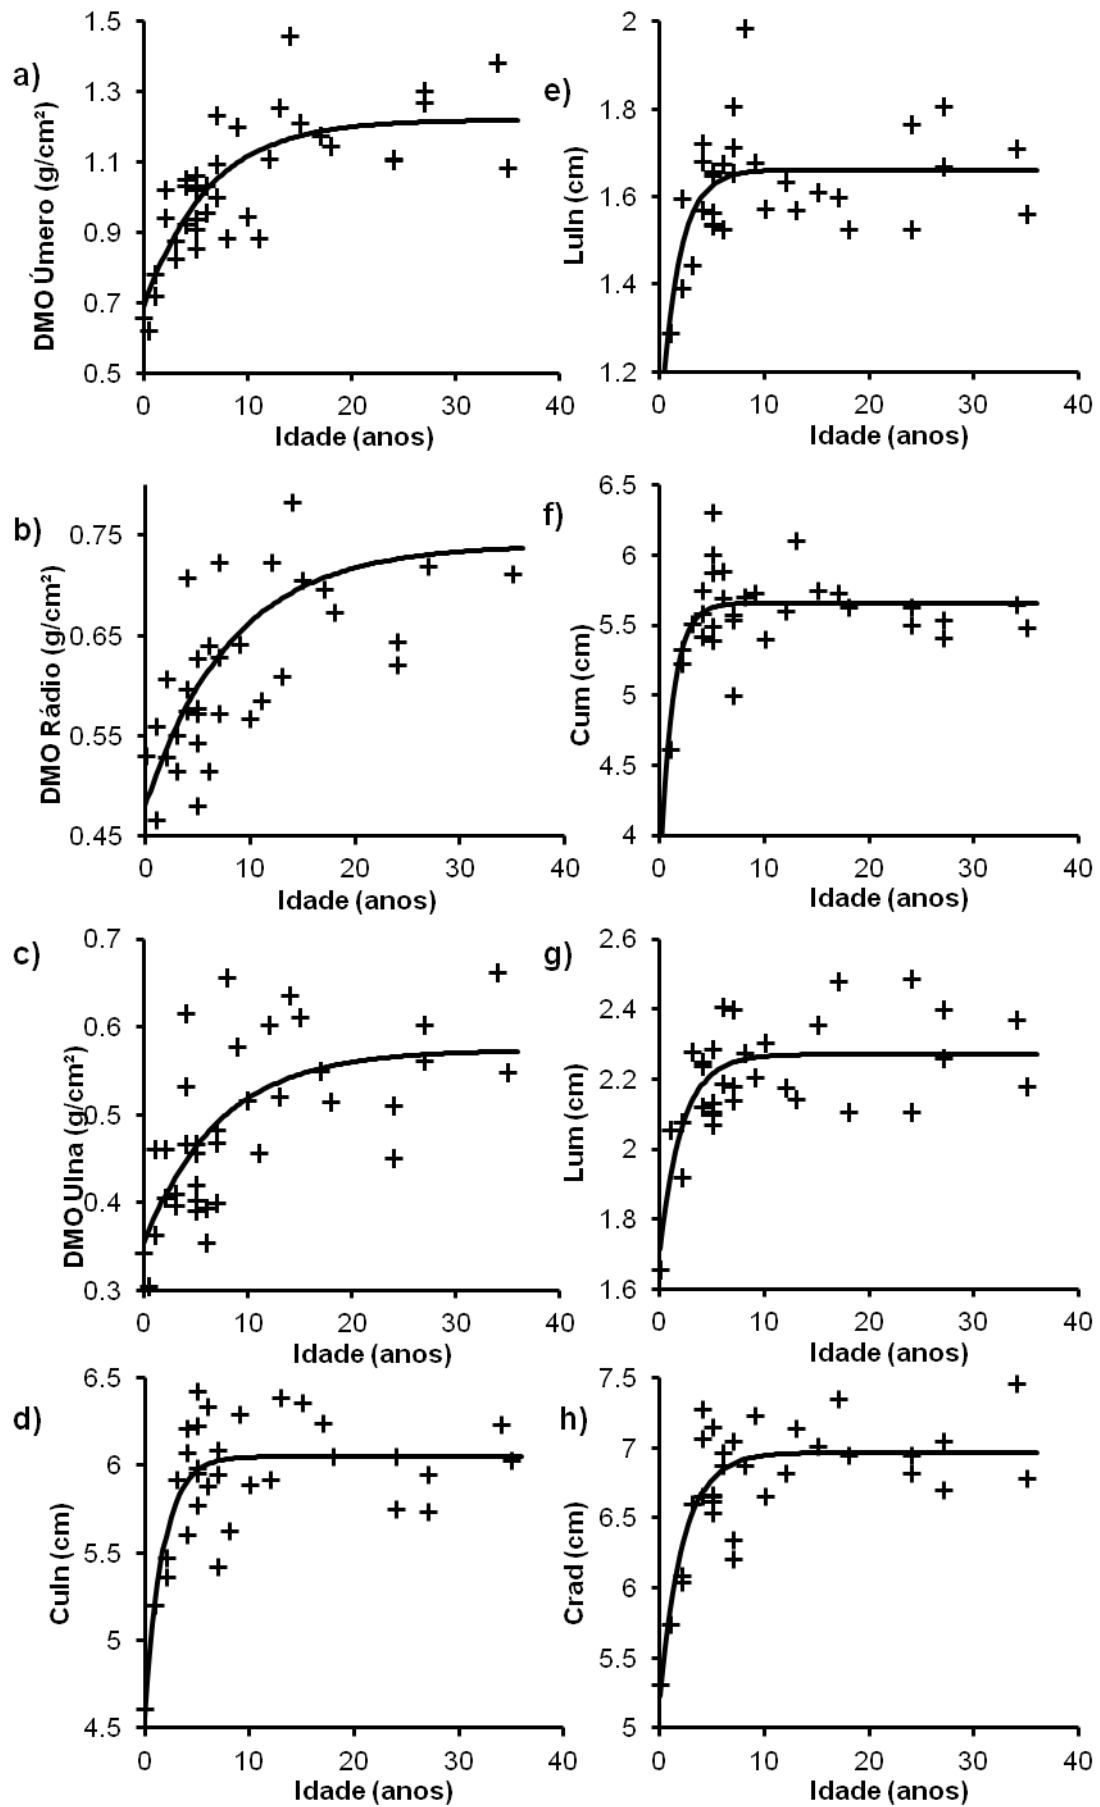 a)
DMO Úmero (g/cm²)
1.5
1.3
1.1
0.9
0.7
0.5
0 10 20 30 40
Idade (anos)
e)
Luln (cm)
2
1.8
1.6
1.4
1.2
0 10 20 30 40
Idade (anos)
b)
DMO Rádio (g/cm²)
0.75
0.65
0.55
0.45
0 10 20 30 40
Idade (anos)
f)
Cum (cm)
6.5
6
5.5
5
4.5
4
0 10 20 30 40
Idade (anos)
c)
DMO Ulna (g/cm²)
0.7
0.6
0.5
0.4
0.3
0 10 20 30 40
Idade (anos)
g)
Lum (cm)
2.6
2.4
2.2
2
1.8
1.6
0 10 20 30 40
Idade (anos)
d)
Culn (cm)
6.5
6
5.5
5
4.5
0 10 20 30 40
Idade (anos)
h)
Crad (cm)
7.5
7
6.5
6
5.5
5
0 10 20 30 40
Idade (anos)